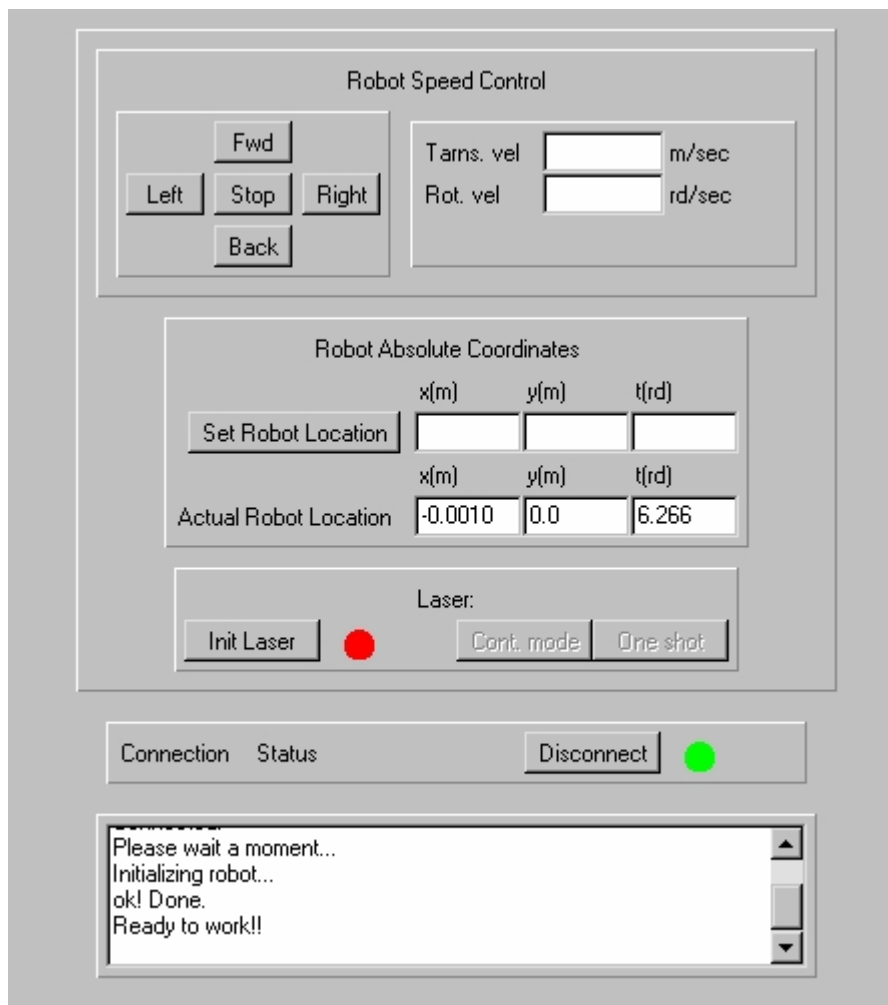 Robot Speed Control
Fwd
Tarns. vel m/sec
Left Stop Right Rot. vel rd/sec
Back
Robot Absolute Coordinates
x(m) y(m) t(rd)
Set Robot Location
x(m) y(m) t(rd)
Actual Robot Location -0.0010 0.0 6.266
Laser:
Init Laser Cont. mode One shot
Connection Status Disconnect
Please wait a moment...
Initializing robot...
ok! Done.
Ready to work!!